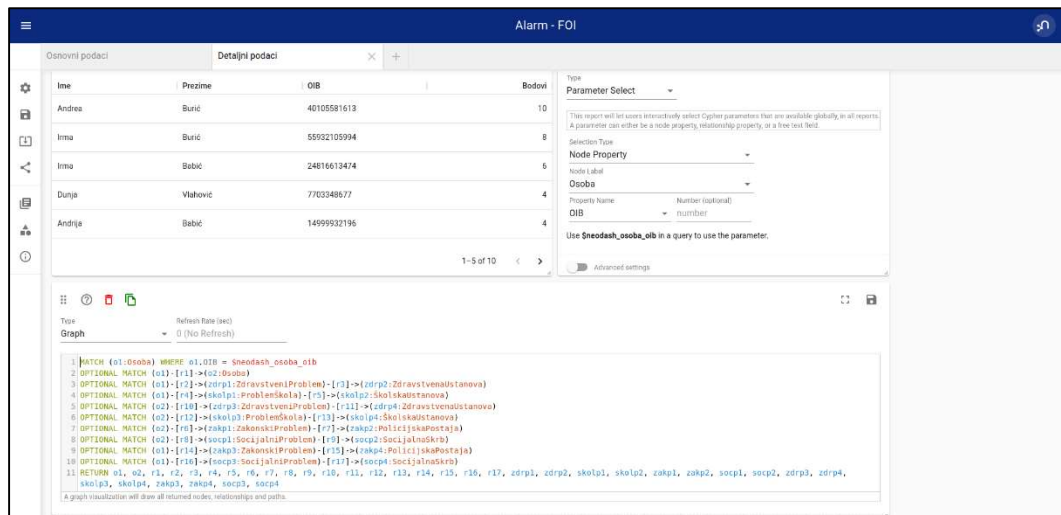 Alarm - FOI
Osnovni podaci
Detaljni podaci
Ime Prezime OIB Bodovi
Andrea Burić 40105581613 10
Irma Burić 55932105994 8
Irma Babić 24816613474 6
Dunja Vlahović 7703348677 4
Andrija Babić 14999932196 4
1–5 of 10
Type
Parameter Select
This report will let users interactively select Cypher parameters that are available globally, in all reports.
A parameter can either be a node property, relationship property, or a free text field.
Selection Type
Node Property
Node Label
Osoba
Property Name Number (optional)
OIB number
Use $neodash_osoba_oib in a query to use the parameter.
Advanced settings
Type Refresh Rate (sec)
Graph 0 (No Refresh)
1 MATCH (o1:Osoba) WHERE o1.OIB = $neodash_osoba_oib
2 OPTIONAL MATCH (o1)-[r1]->(o2:Osoba)
3 OPTIONAL MATCH (o1)-[r2]->(zdrp1:ZdravstveniProblem)-[r3]->(zdrp2:ZdravstvenaUstanova)
4 OPTIONAL MATCH (o1)-[r4]->(skolp1:ProblemŠkola)-[r5]->(skolp2:ŠkolskaUstanova)
5 OPTIONAL MATCH (o2)-[r10]->(zdrp3:ZdravstveniProblem)-[r11]->(zdrp4:ZdravstvenaUstanova)
6 OPTIONAL MATCH (o2)-[r12]->(skolp3:ProblemŠkola)-[r13]->(skolp4:ŠkolskaUstanova)
7 OPTIONAL MATCH (o2)-[r6]->(zakp1:ZakonskiProblem)-[r7]->(zakp2:PolicijskaPostaja)
8 OPTIONAL MATCH (o2)-[r8]->(socp1:SocijalniProblem)-[r9]->(socp2:SocijalnaSkrb)
9 OPTIONAL MATCH (o1)-[r14]->(zakp3:ZakonskiProblem)-[r15]->(zakp4:PolicijskaPostaja)
10 OPTIONAL MATCH (o1)-[r16]->(socp3:SocijalniProblem)-[r17]->(socp4:SocijalnaSkrb)
11 RETURN o1, o2, r1, r2, r3, r4, r5, r6, r7, r8, r9, r10, r11, r12, r13, r14, r15, r16, r17, zdrp1, zdrp2, skolp1, skolp2, zakp1, zakp2, socp1, socp2, zdrp3, zdrp4,
skolp3, skolp4, zakp3, zakp4, socp3, socp4
A graph visualization will draw all returned nodes, relationships and paths.